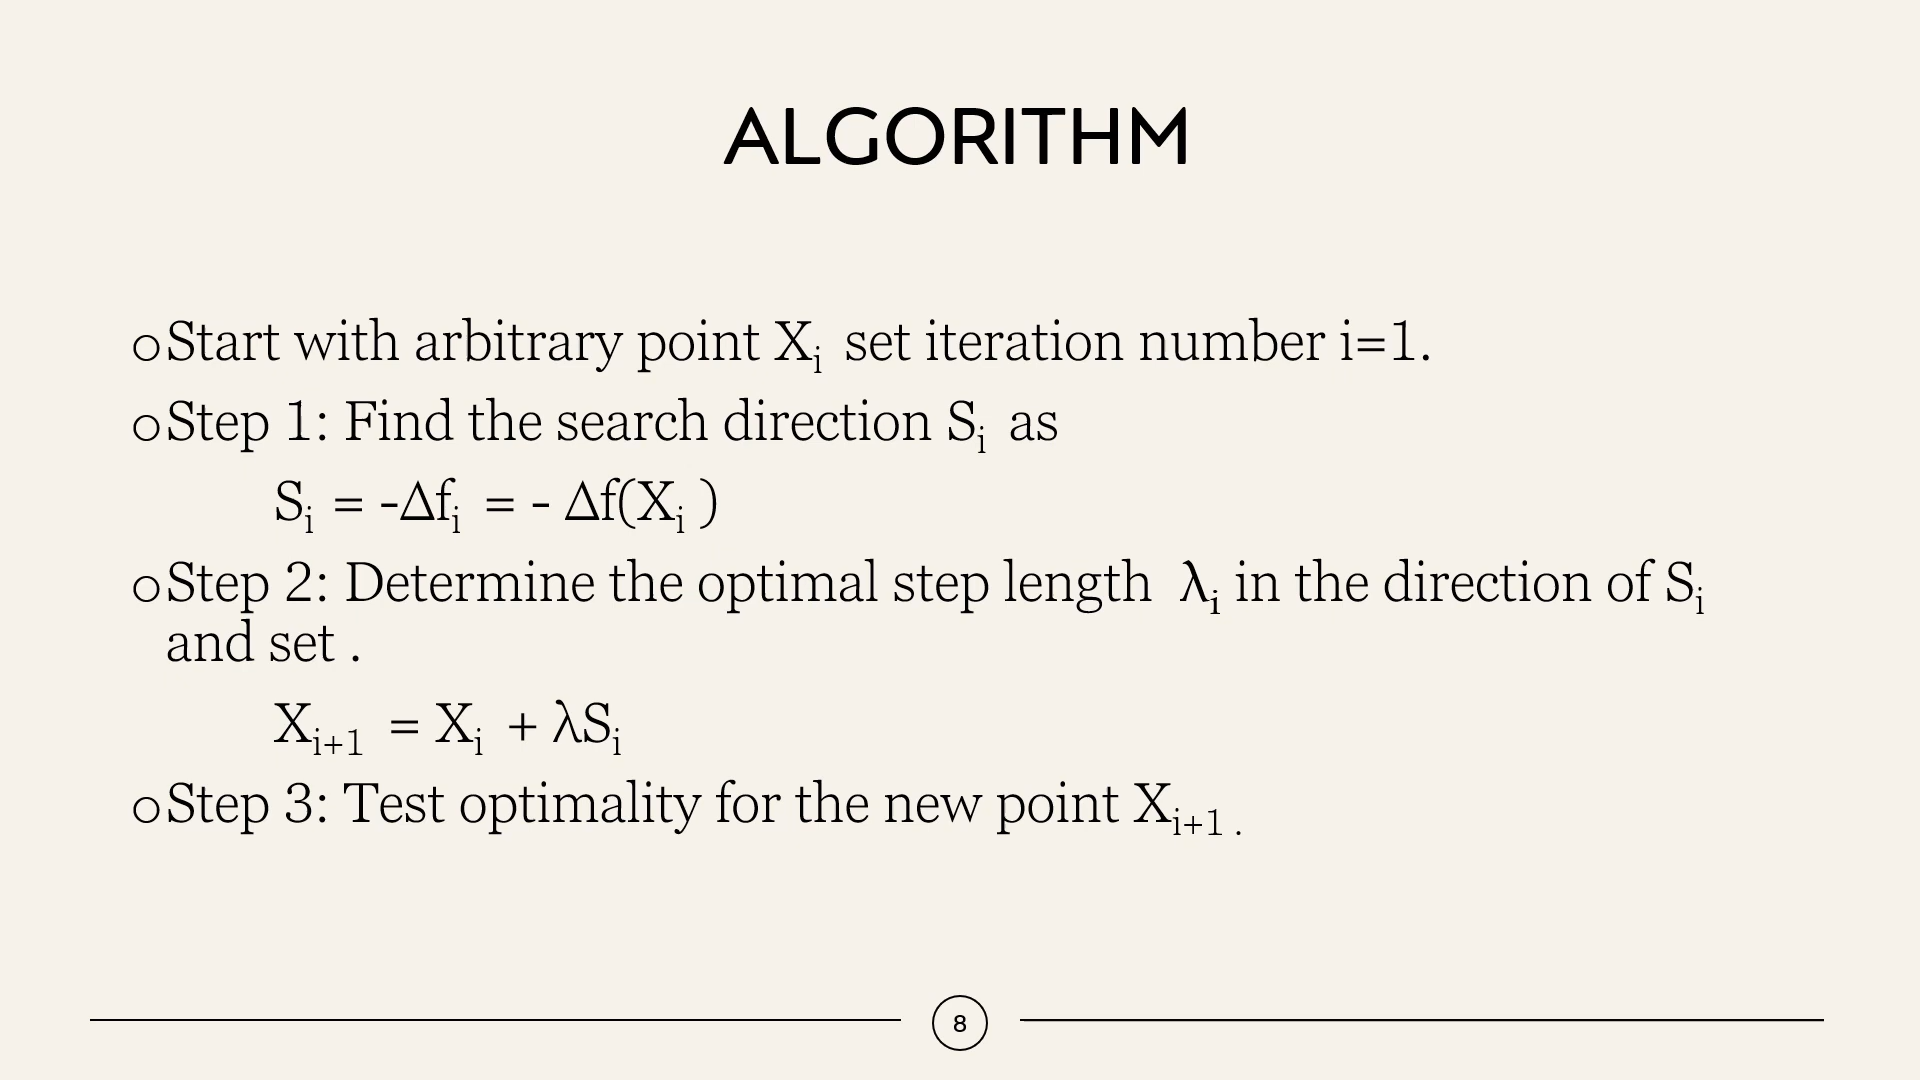 ALGORITHM
○Start with arbitrary point Xᵢ set iteration number i=1.
○Step 1: Find the search direction Sᵢ as
Sᵢ = -Δfᵢ = - Δf(Xᵢ )
○Step 2: Determine the optimal step length λᵢ in the direction of Sᵢ
and set .
Xᵢ₊₁ = Xᵢ + λSᵢ
○Step 3: Test optimality for the new point Xᵢ₊₁ .
8